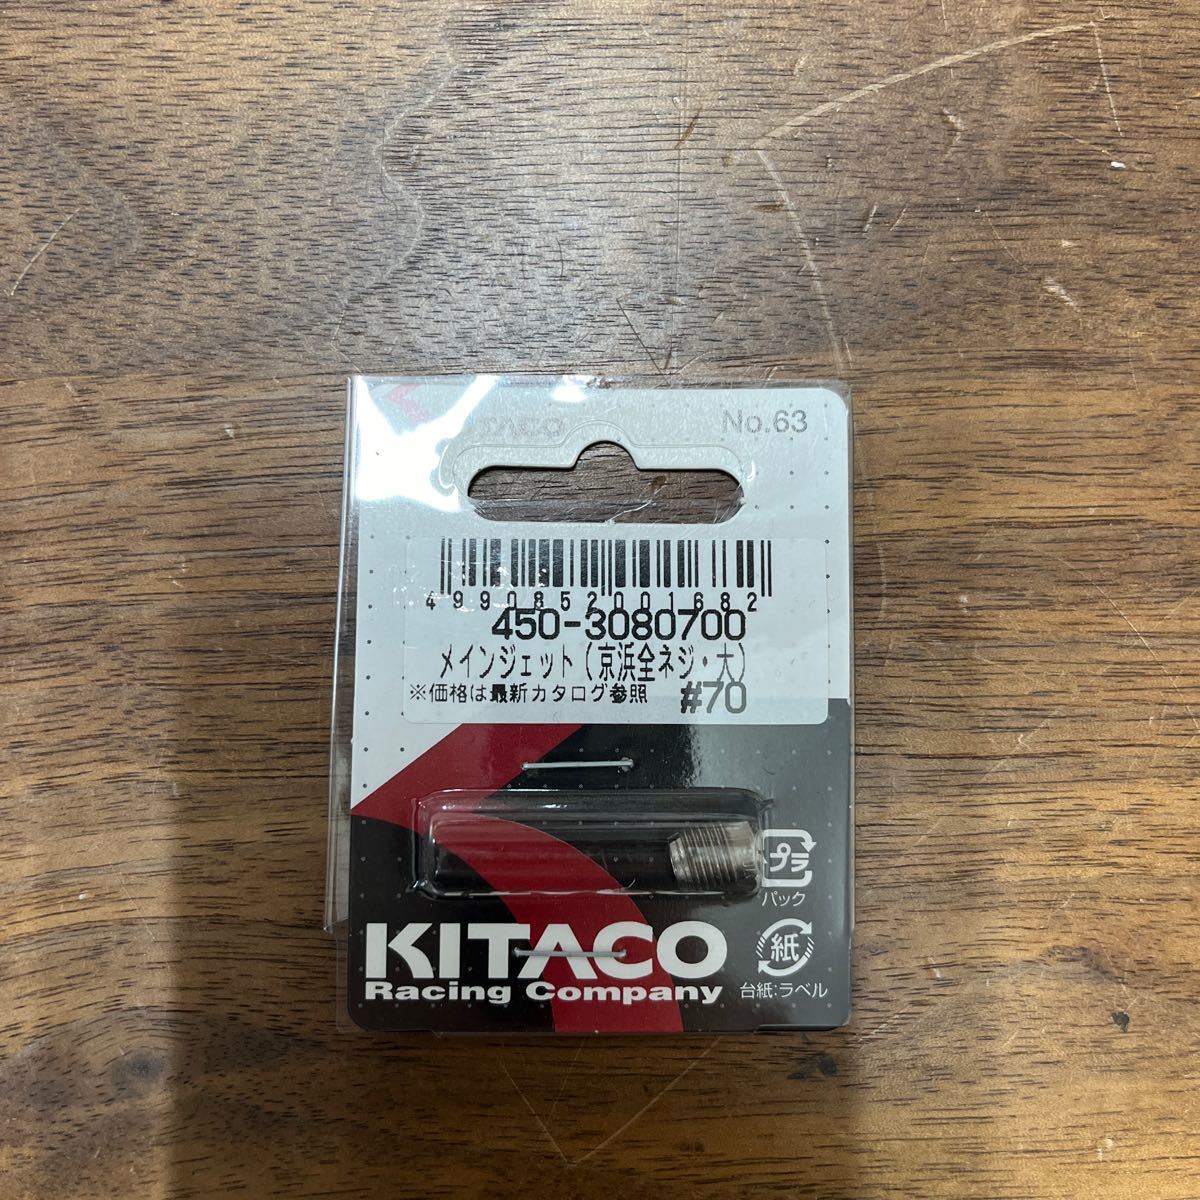 KITACO
No.63
4990852001682
450-3080700
メインジェット(京浜全ネジ・大)
※価格は最新カタログ参照 #70
プラ
パック
KITACO
Racing Company
紙
台紙:ラベル